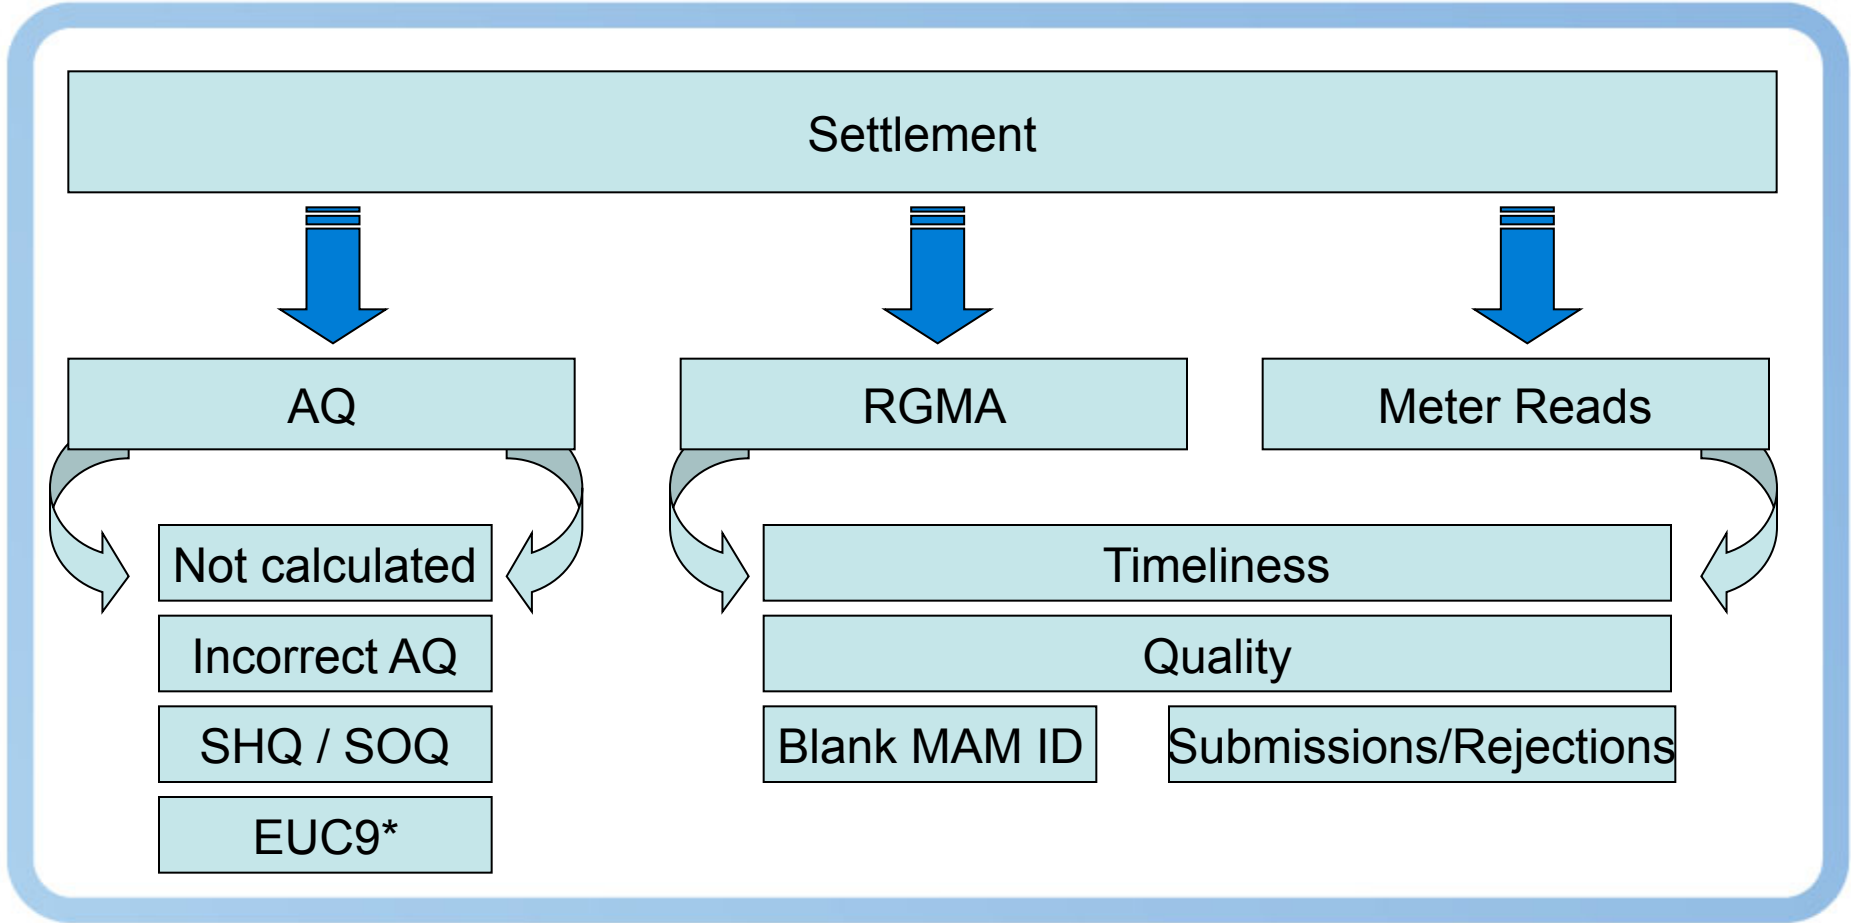 Settlement
AQ
RGMA
Meter Reads
Not calculated
Timeliness
Incorrect AQ
Quality
SHQ / SOQ
Blank MAM ID
Submissions/Rejections
EUC9*